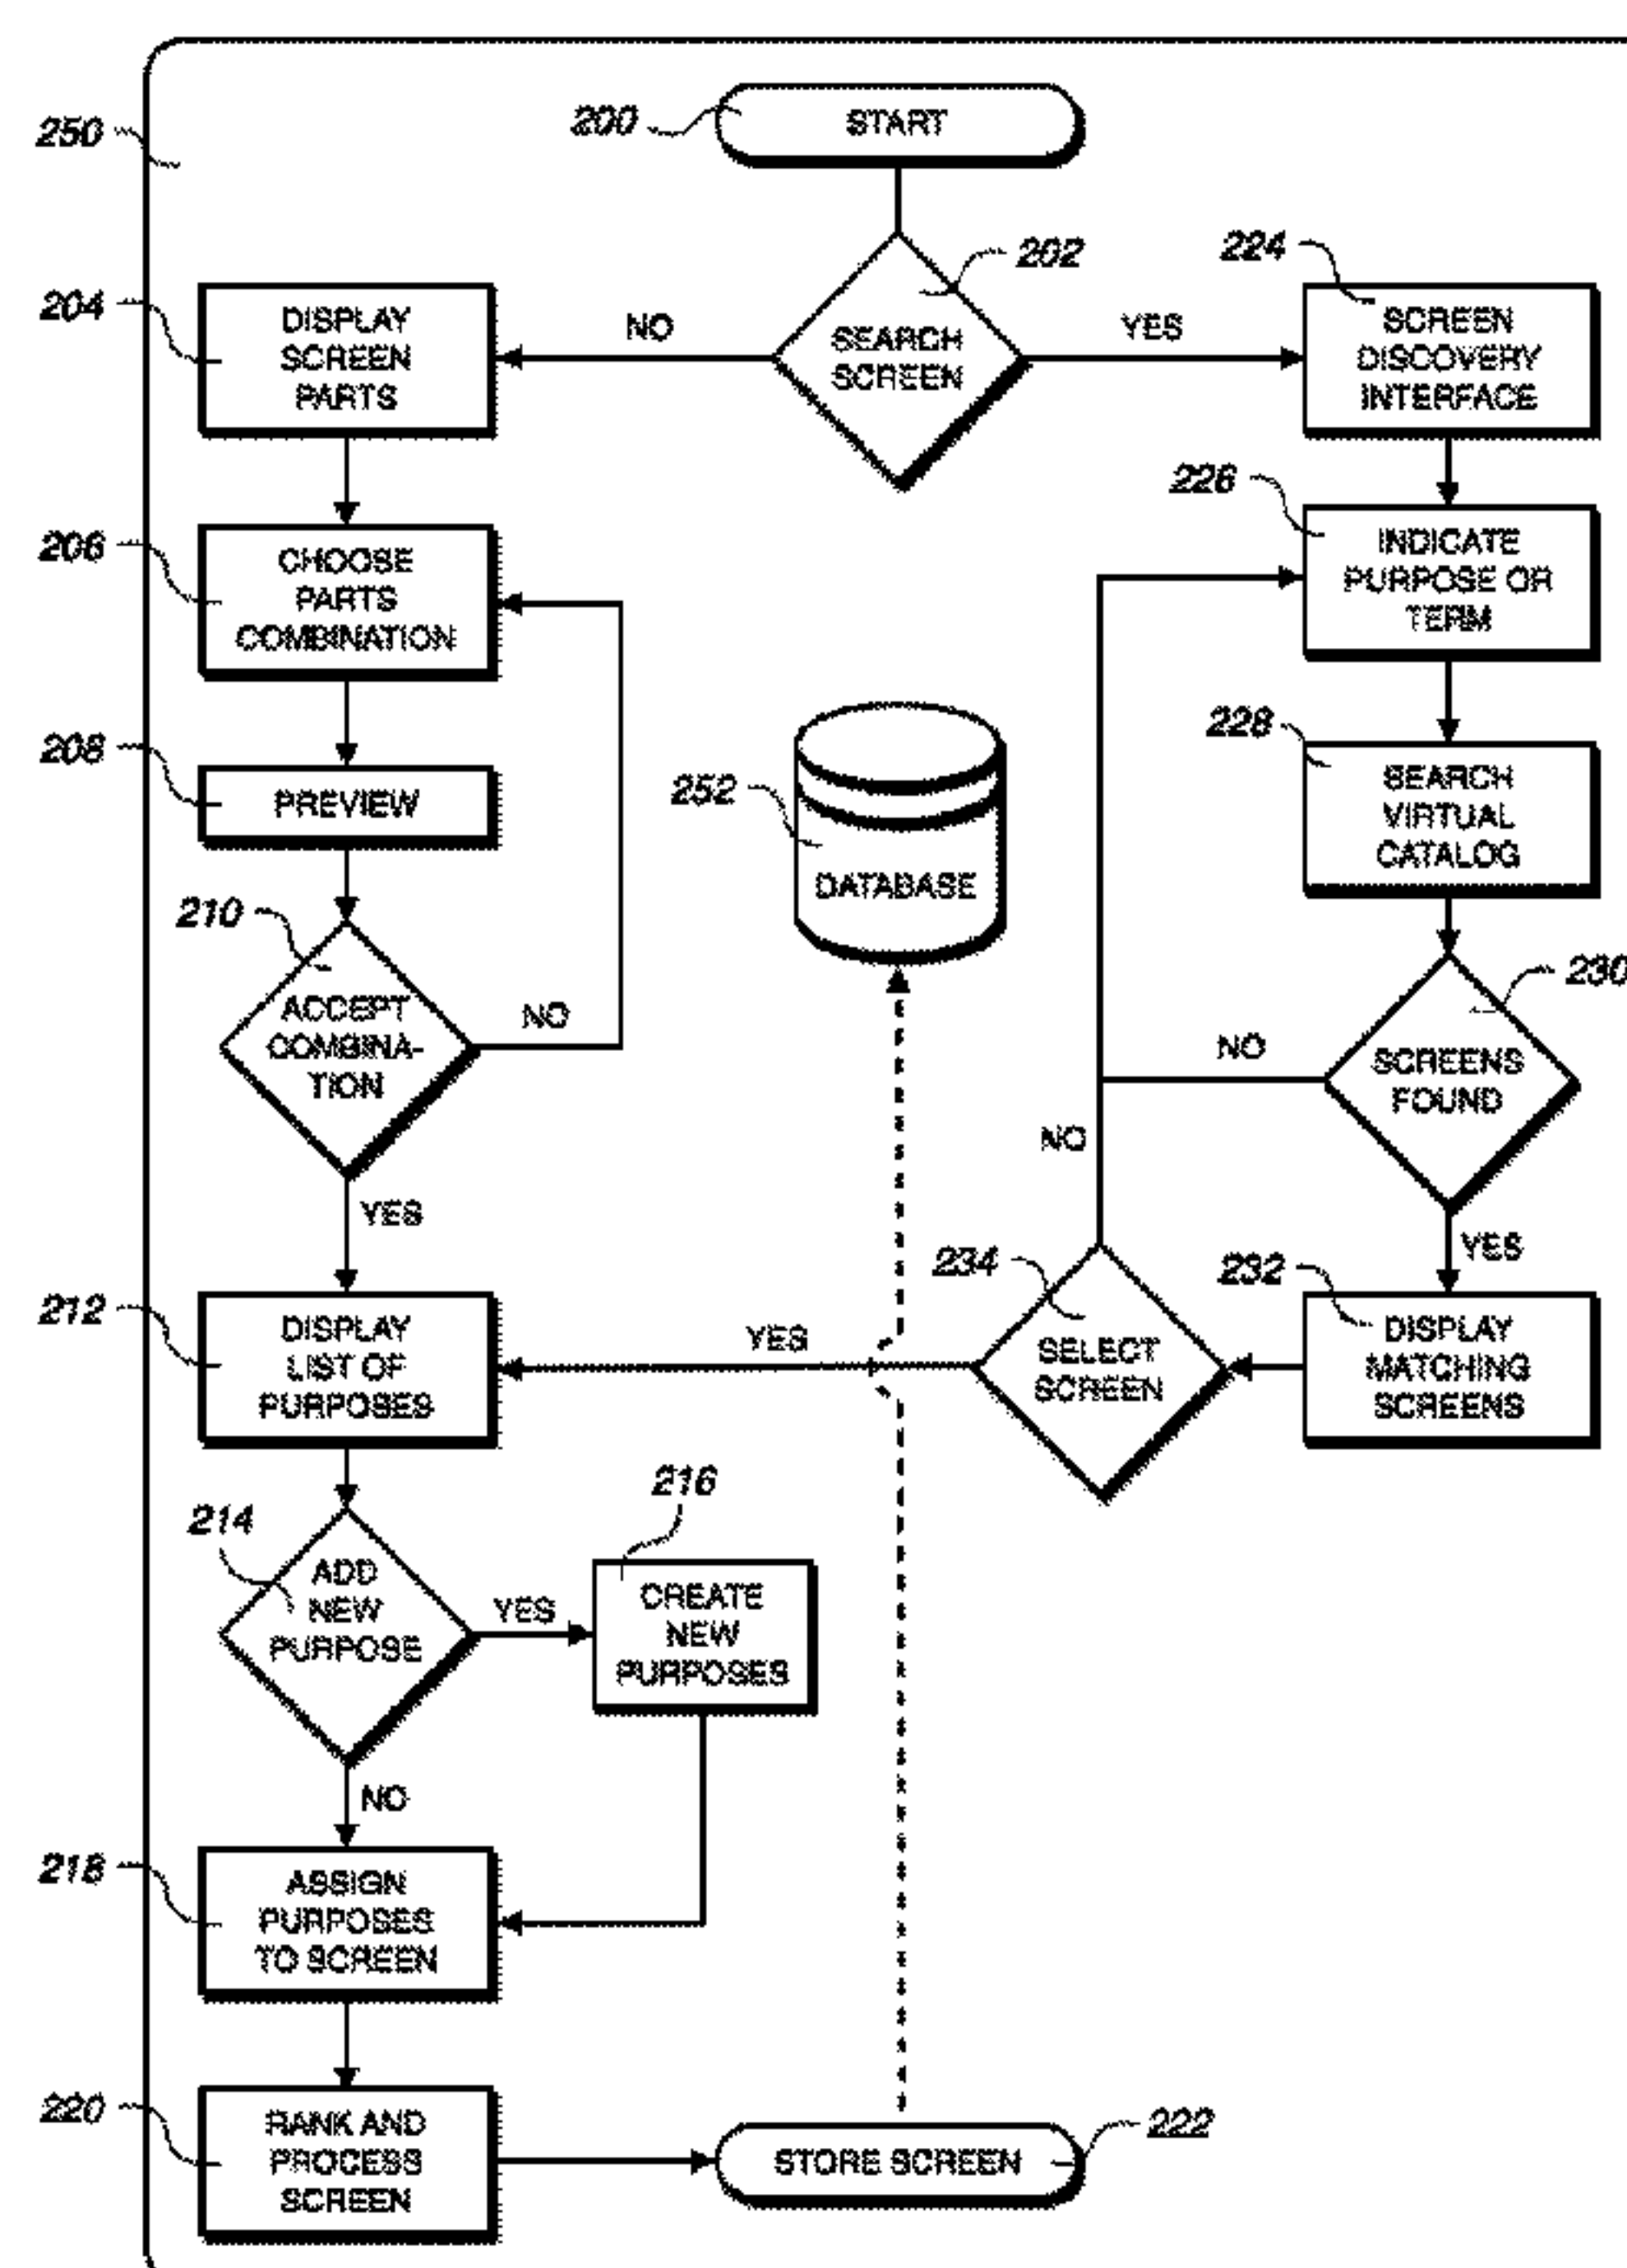 200
START
250
202
224
204
DISPLAY
SCREEN
PARTS
NO
SEARCH
SCREEN
YES
SCREEN
DISCOVERY
INTERFACE
226
206
CHOOSE
PARTS
COMBINATION
INDICATE
PURPOSE OR
TERM
208
PREVIEW
252
DATABASE
228
SEARCH
VIRTUAL
CATALOG
210
ACCEPT
COMBINA-
TION
NO
230
NO
SCREENS
FOUND
NO
YES
YES
234
232
212
DISPLAY
LIST OF
PURPOSES
YES
SELECT
SCREEN
DISPLAY
MATCHING
SCREENS
216
214
ADD
NEW
PURPOSE
YES
CREATE
NEW
PURPOSES
NO
218
ASSIGN
PURPOSES
TO SCREEN
220
RANK AND
PROCESS
SCREEN
STORE SCREEN
222